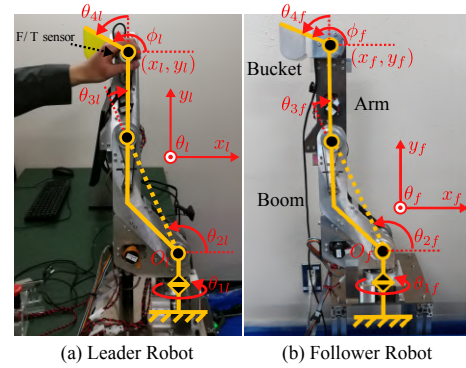 θ4l
F/T sensor
ϕl
(xl, yl)
θ3l
yl
θl
xl
θ2l
Ol
θ1l
(a) Leader Robot
θ4f
ϕf
(xf, yf)
Bucket
θ3f
Arm
yf
Boom
θf
xf
θ2f
Of
θ1f
(b) Follower Robot